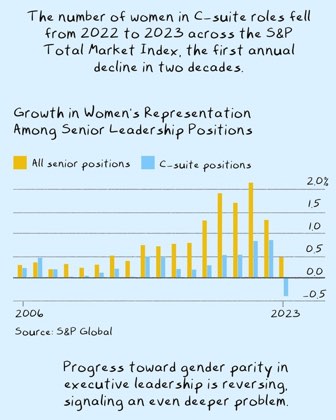 The number of women in C-suite roles fell
from 2022 to 2023 across the S&P
Total Market Index, the first annual
decline in two decades.
Growth in Women's Representation
Among Senior Leadership Positions
All senior positions C-suite positions
2.0%
1.5
1.0
0.5
0.0
-0.5
2006 2023
Source: S&P Global
Progress toward gender parity in
executive leadership is reversing,
signaling an even deeper problem.